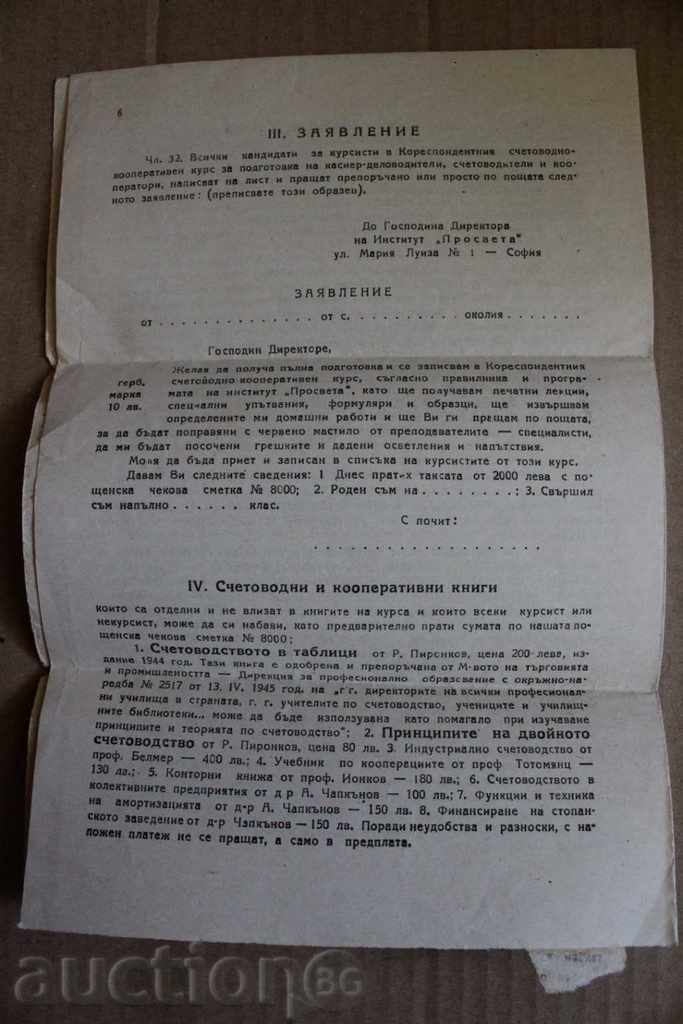 6
III. ЗАЯВЛЕНИЕ
Чл. 32. Всички кандидати за курсисти в Кореспондентния счетоводно-
кооперативен курс за подготовка на касиер-деловодители, счетоводители и коо-
ператори, написват на лист и пращат препоръчано или просто по пощата след-
ното заявление: (преписвате този образец).
До Господина Директора
на Институт „Просвета“
ул. Мария Луиза № 1 — София
ЗАЯВЛЕНИЕ
от . . . . . . . . . . . . . . . от с. . . . . . . . . . . околия. . . . . . .
Господин Директоре,
Желая да получа пълна подготовка и се записвам в Кореспондентния
герб. счетоводно-кооперативен курс, съгласно правилника и програ-
марка мата на институт „Просвета“, като ще получавам печатни лекции,
10 лв. специални упътвания, формуляри и образци, ще извършвам
определените ми домашни работи и ще Ви ги пращам по пощата,
за да бъдат поправяни с червено мастило от преподавателите — специалисти,
да ми бъдат посочени грешките и дадени осветления и напътствия.
Моля да бъда приет и записан в списъка на курсистите от този курс.
Давам Ви следните сведения: 1 Днес пратих таксата от 2000 лева с по-
щенска чекова сметка № 8000; 2. Роден съм на . . . . . . . . ; 3. Свършил
съм напълно . . . . . . клас.
С почит:
. . . . . . . . . . . . . . . . . . .
IV. Счетоводни и кооперативни книги
които са отделни и не влизат в книгите на курса и които всеки курсист или
некурсист, може да си набави, като предварително прати сумата по нашата по-
щенска чекова сметка № 8000;
1. Счетоводството в таблици от Р. Пиронков, цена 200 лева, из-
дание 1944 год. Тази книга е одобрена и препоръчана от М-вото на търговията
и промишлеността — Дирекция за професионално образование с окръжно-на-
редба № 2517 от 13. IV. 1945 год. на „г г. директорите на всички професионал-
ни училища в страната, г. г. учителите по счетоводство, учениците и училищ-
ните библиотеки... може да бъде използувана като помагало при изучаване
принципите и теорията по счетоводство“: 2. Принципите на двойното
счетоводство от Р. Пиронков, цена 80 лв. 3. Индустриално счетоводство от
проф. Белмер — 400 лв.; 4. Учебник по кооперациите от проф Тотомянц —
130 лв.; 5. Конторни книжа от проф. Ионков — 180 лв.; 6. Счетоводството в
колективните предприятия от д р А. Чапкънов — 100 лв.; 7. Функции и техника
на амортизацията от д-р А. Чапкънов — 150 лв. 8. Финансиране на стопан-
ското заведение от д-р Чапкънов — 150 лв. Поради неудобства и разноски, с на-
ложен платеж не се пращат, а само в предплата.
auctionBG